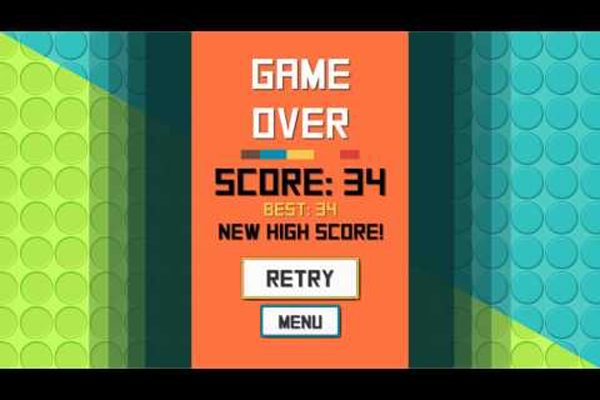 GAME
OVER
SCORE: 34
BEST: 34
NEW HIGH SCORE!
RETRY
MENU